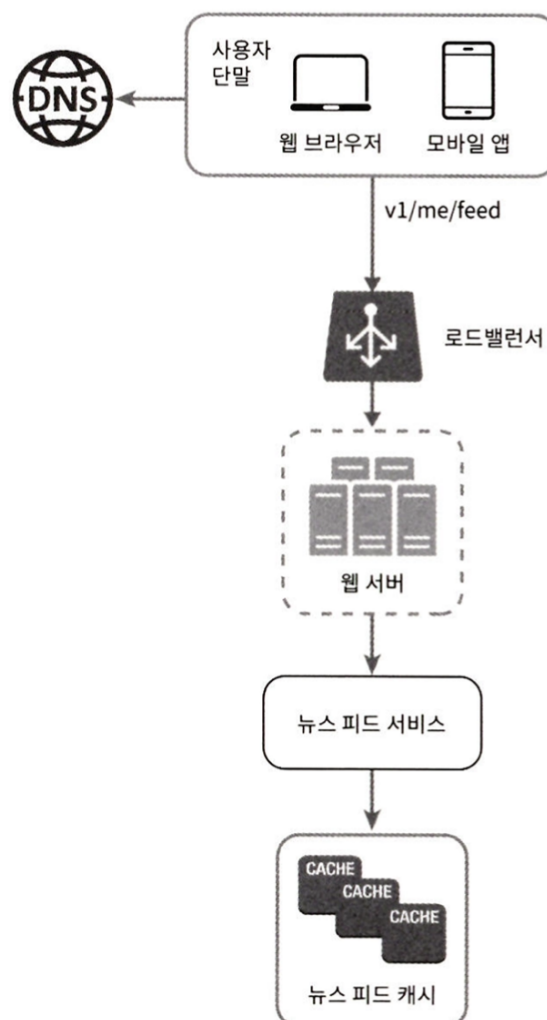 DNS
사용자
단말
웹 브라우저
모바일 앱
v1/me/feed
로드밸런서
웹 서버
뉴스 피드 서비스
CACHE
CACHE
CACHE
뉴스 피드 캐시